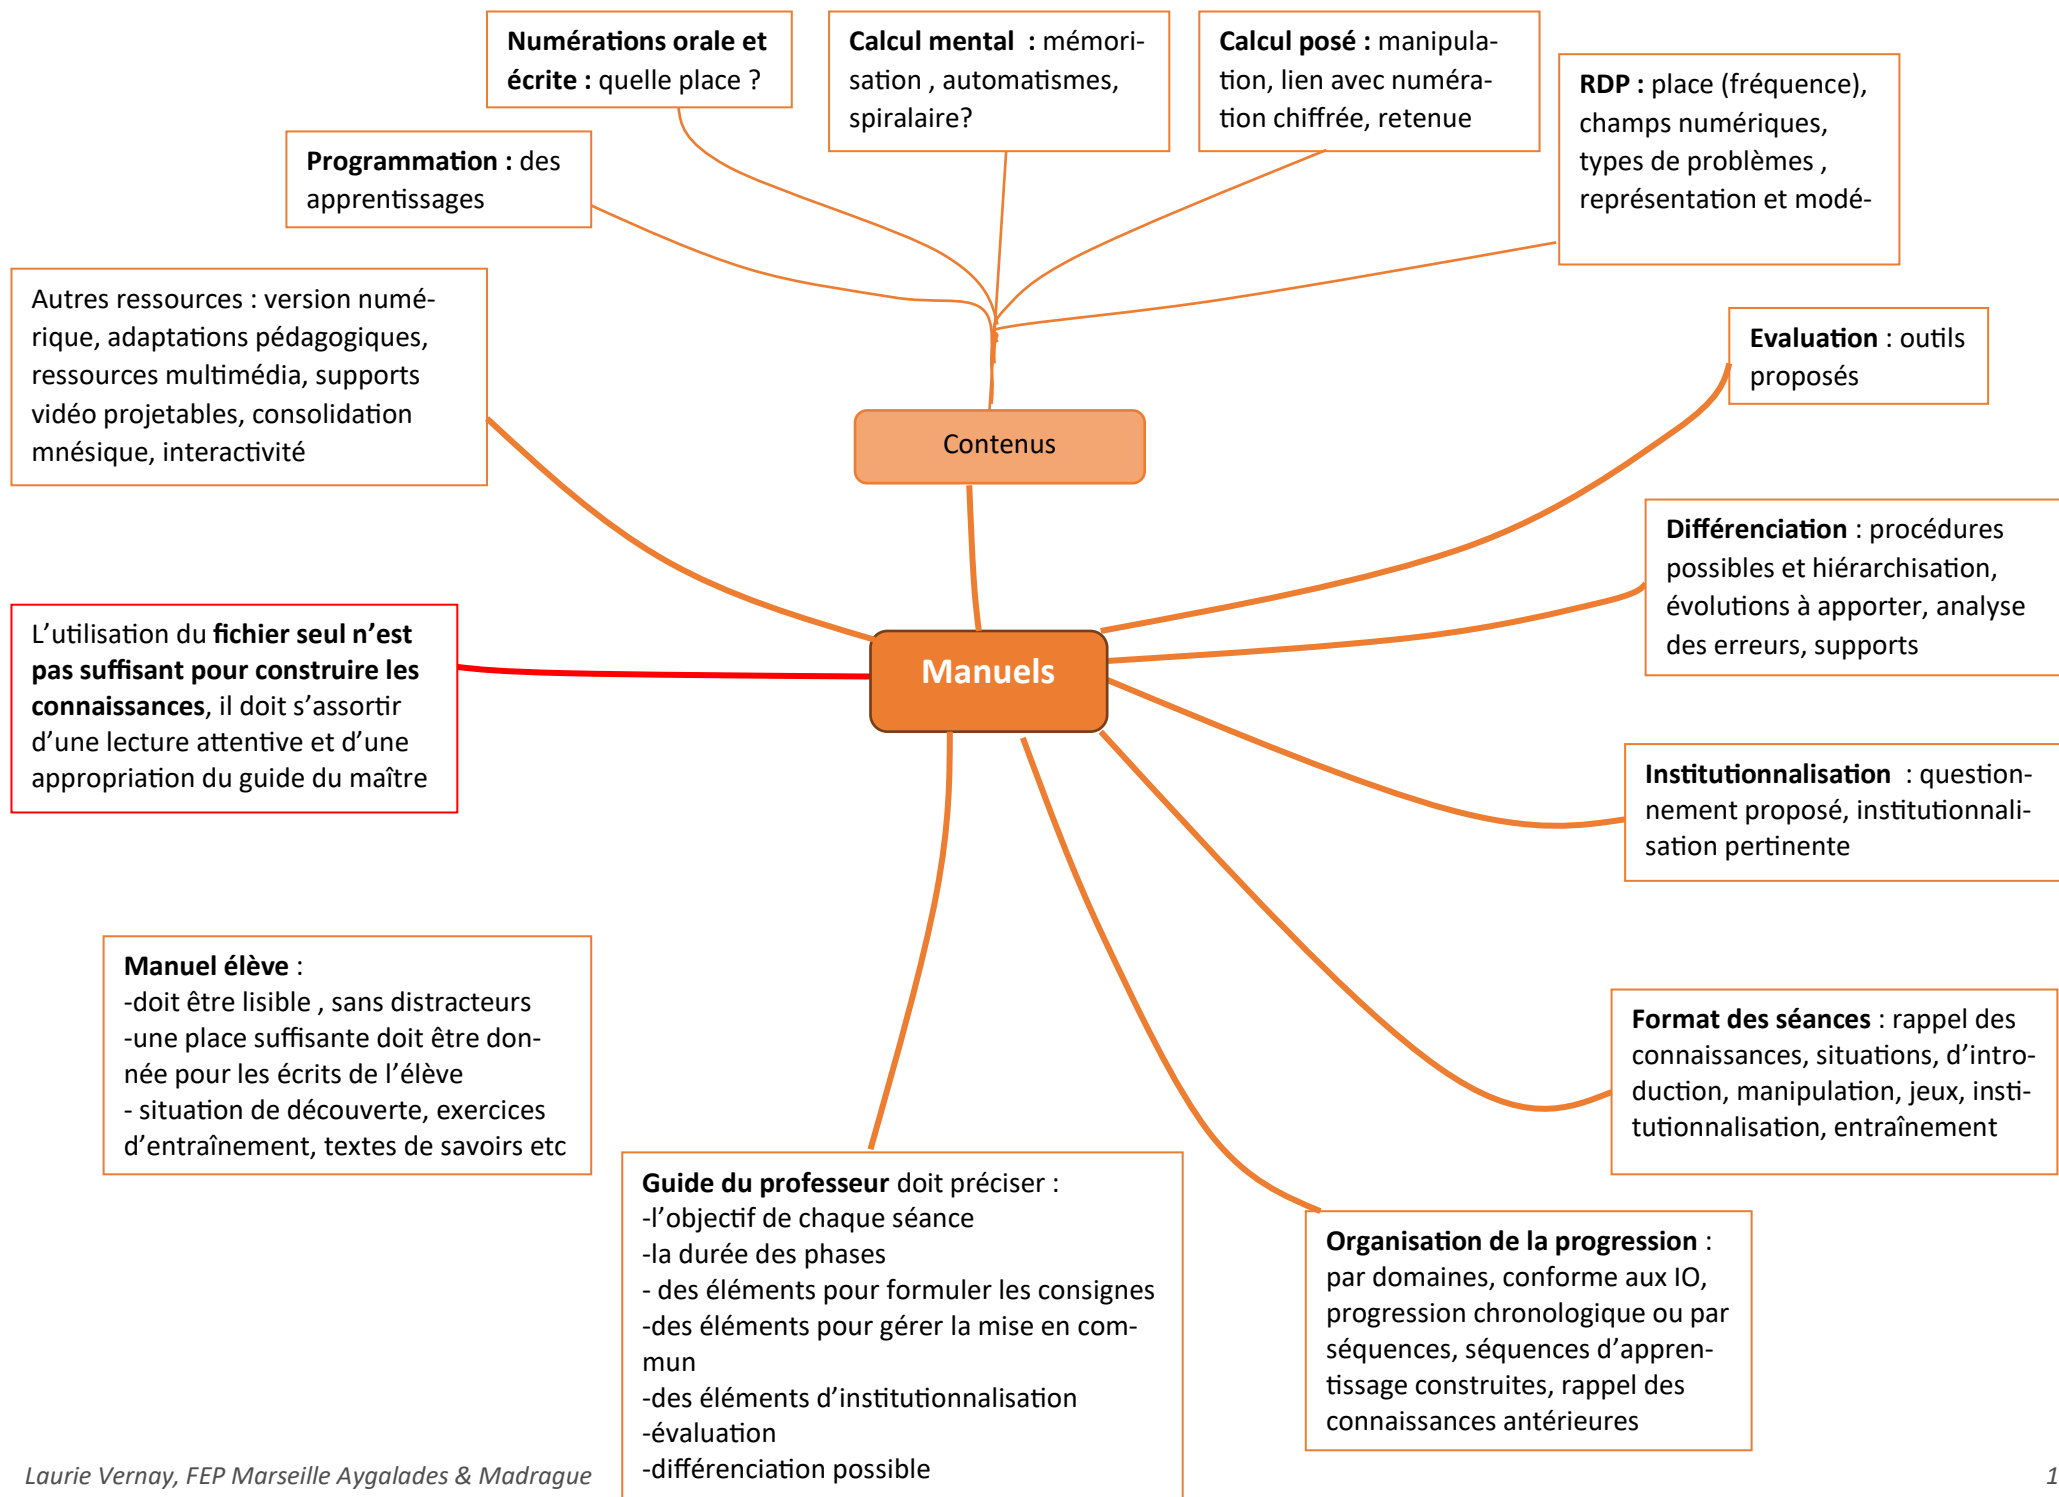 Numérations orale et
écrite : quelle place ?
Calcul mental  : mémori-
sation , automatismes,
spiralaire?
Calcul posé : manipula-
tion, lien avec numéra-
tion chiffrée, retenue
RDP : place (fréquence),
champs numériques,
types de problèmes ,
représentation et modé-
Programmation : des
apprentissages
Autres ressources : version numé-
rique, adaptations pédagogiques,
ressources multimédia, supports
vidéo projetables, consolidation
mnésique, interactivité
Evaluation : outils
proposés
Contenus
Différenciation : procédures
possibles et hiérarchisation,
évolutions à apporter, analyse
des erreurs, supports
L’utilisation du fichier seul n’est
pas suffisant pour construire les
connaissances, il doit s’assortir
d’une lecture attentive et d’une
appropriation du guide du maître
Manuels
Institutionnalisation  : question-
nement proposé, institutionnali-
sation pertinente
Manuel élève :
-doit être lisible , sans distracteurs
-une place suffisante doit être don-
née pour les écrits de l’élève
- situation de découverte, exercices
d’entraînement, textes de savoirs etc
Format des séances : rappel des
connaissances, situations, d’intro-
duction, manipulation, jeux, insti-
tutionnalisation, entraînement
Guide du professeur doit préciser :
-l’objectif de chaque séance
-la durée des phases
- des éléments pour formuler les consignes
-des éléments pour gérer la mise en com-
mun
-des éléments d’institutionnalisation
-évaluation
-différenciation possible
Organisation de la progression :
par domaines, conforme aux IO,
progression chronologique ou par
séquences, séquences d’appren-
tissage construites, rappel des
connaissances antérieures
Laurie Vernay, FEP Marseille Aygalades & Madrague
1